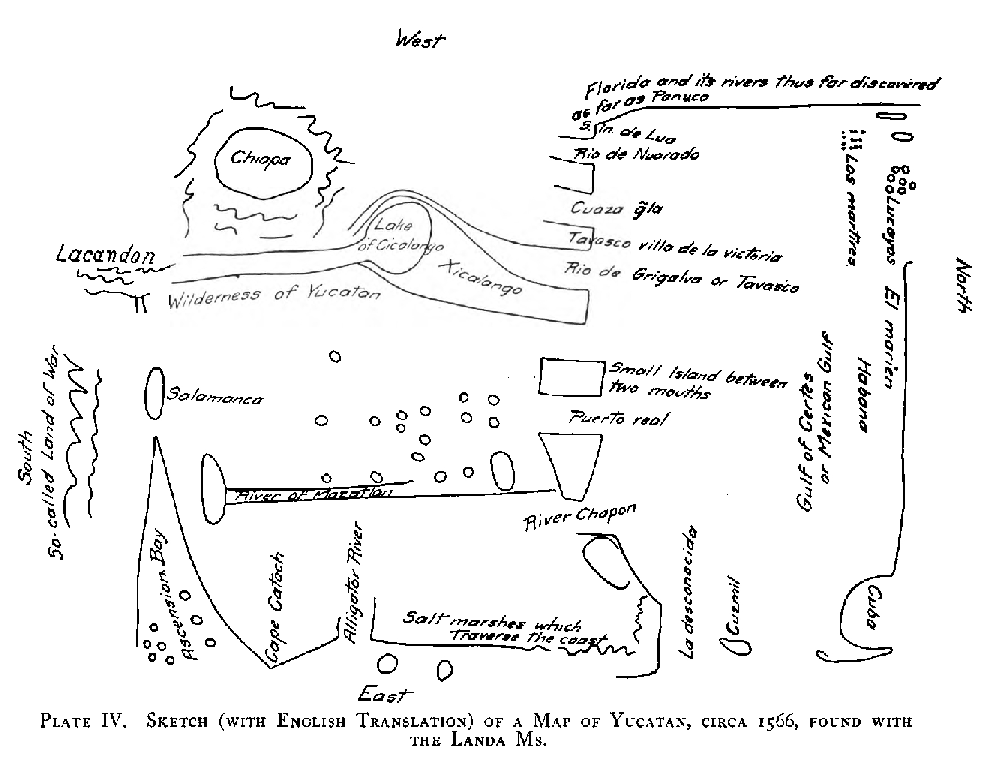 West
Florida and its rivers thus far discovered
as far as Panuco
S. Jn. de Lua
Rio de Nvarado
Chiapa
Cuaza g̃la
Lake
of Cicalango
Tavasco villa de la victoria
Xicalango
Rio de Grigalva or Tavasco
Lacandon
Wilderness of Yucatan
Los martires
Lucayos
North
El marien
Habana
Gulf of Cortes
or Mexican Gulf
South
So-called Land of War
Salamanca
Small Island between
two mouths
Puerto real
River of Mazatlan
River Chapon
Ascension Bay
Cape Catoch
Alligator River
Salt marshes which
Traverse the coast
La desconocida
Cuzmil
Cuba
East
PLATE IV. SKETCH (WITH ENGLISH TRANSLATION) OF A MAP OF YUCATAN, CIRCA 1566, FOUND WITH
THE LANDA MS.